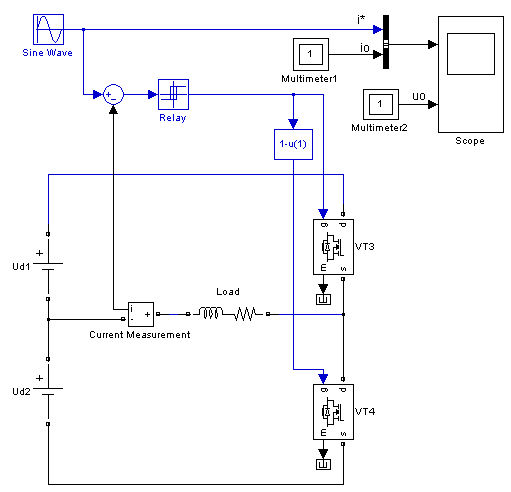 i*
Sine Wave
1
i0
Multimeter1
+
-
Relay
1
u0
Multimeter2
Scope
1-u(1)
g
d
m
s
VT3
+
Ud1
Load
i
+
-
Current Measurement
+
Ud2
g
d
m
s
VT4